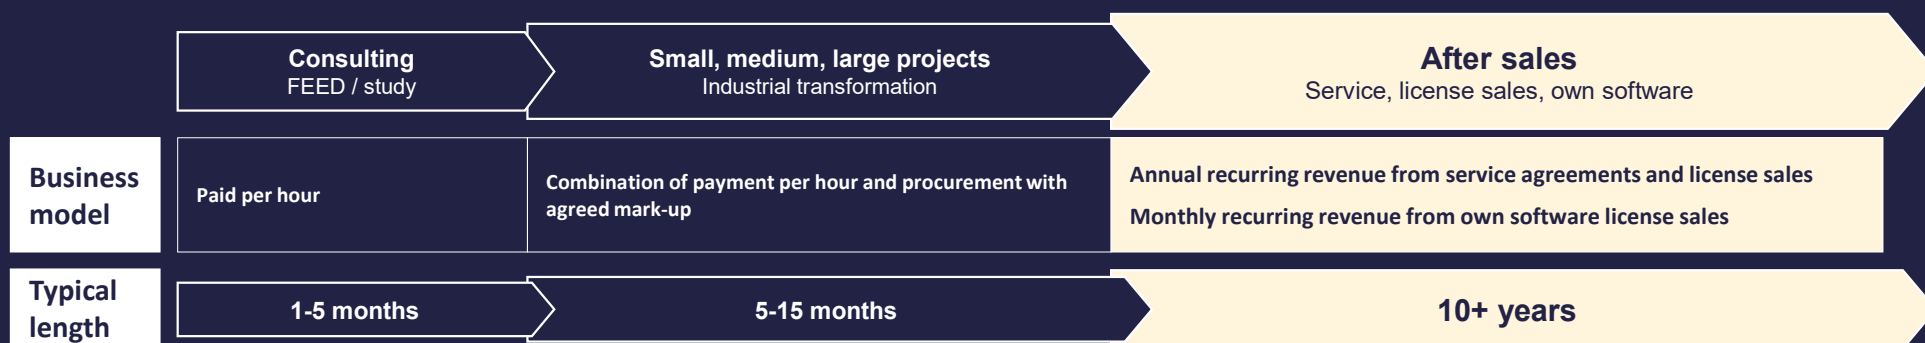 Consulting
FEED / study
Small, medium, large projects
Industrial transformation
After sales
Service, license sales, own software
Business
model
Paid per hour
Combination of payment per hour and procurement with
agreed mark-up
Annual recurring revenue from service agreements and license sales
Monthly recurring revenue from own software license sales
Typical
length
1-5 months
5-15 months
10+ years